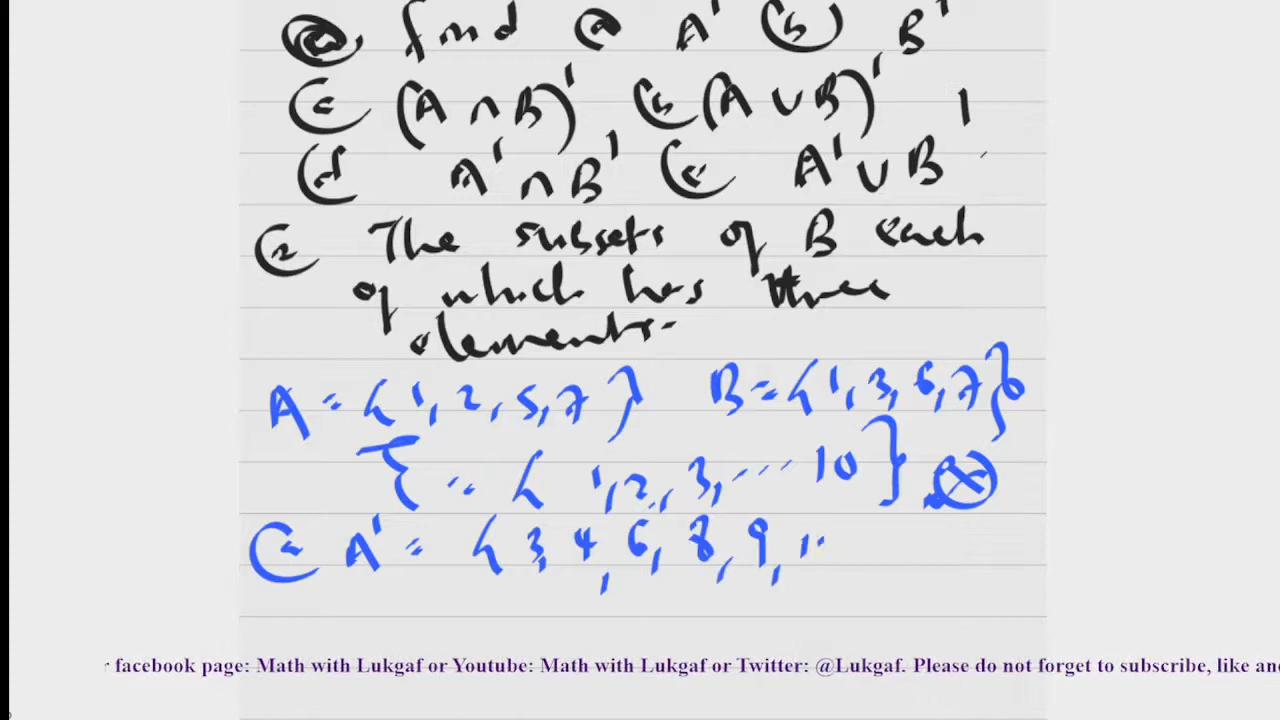 (a) find (a) A' (b) B'
(c) (A ∩ B)' (b) (A ∪ B)'
(d) A' ∩ B' (e) A' ∪ B'
(2) The subsets of B each
of which has three
elements.
A = {1, 2, 5, 7} B = {1, 3, 6, 7}
ξ = { 1, 2, 3, ... 10}
A' = { 3, 4, 6, 8, 9,
facebook page: Math with Lukgaf or Youtube: Math with Lukgaf or Twitter: @Lukgaf. Please do not forget to subscribe, like and